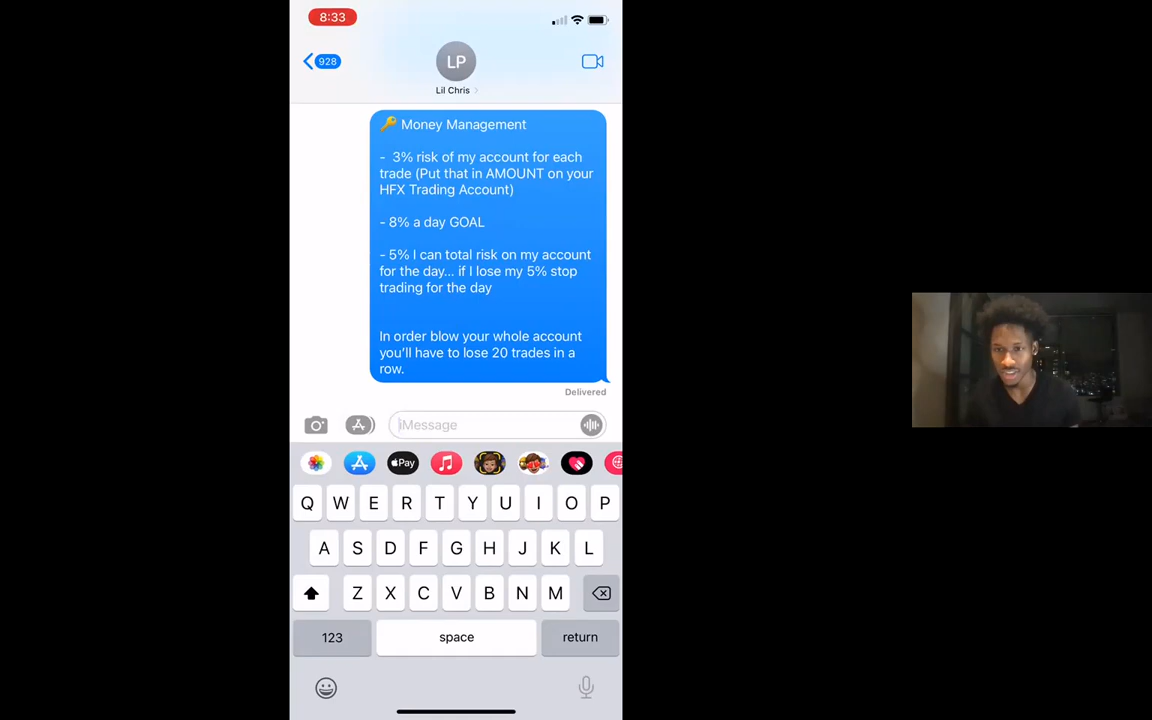 8:33
928
LP
Lil Chris
🔑 Money Management
- 3% risk of my account for each
trade (Put that in AMOUNT on your
HFX Trading Account)
- 8% a day GOAL
- 5% I can total risk on my account
for the day... if I lose my 5% stop
trading for the day
In order blow your whole account
you'll have to lose 20 trades in a
row.
Delivered
iMessage
Pay
Q W E R T Y U I O P
A S D F G H J K L
Z X C V B N M
123 space return